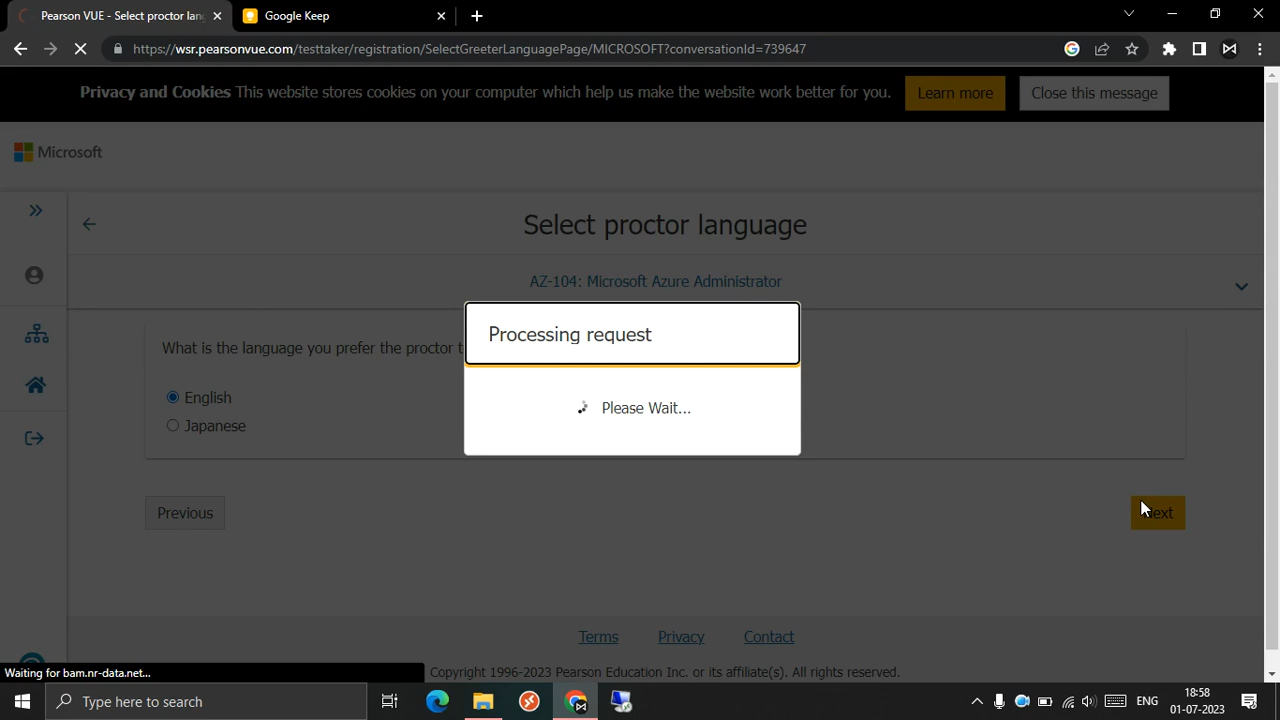 Pearson VUE - Select proctor lan
Google Keep
https://wsr.pearsonvue.com/testtaker/registration/SelectGreeterLanguagePage/MICROSOFT?conversationId=739647
Privacy and Cookies This website stores cookies on your computer which help us make the website work better for you.
Learn more
Close this message
Microsoft
Select proctor language
AZ-104: Microsoft Azure Administrator
Processing request
What is the language you prefer the proctor
Please Wait...
English
Japanese
Previous
Next
Terms Privacy Contact
Waiting for bam.nr-data.net...
Copyright 1996-2023 Pearson Education Inc. or its affiliate(s). All rights reserved.
Type here to search
ENG
18:58
01-07-2023